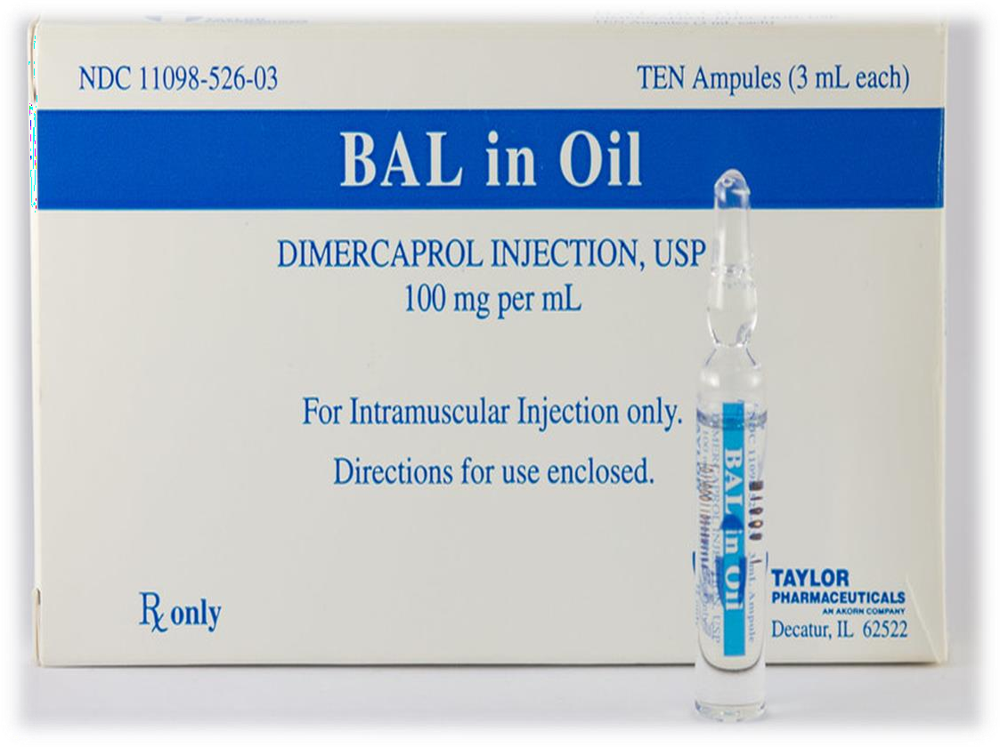 NDC 11098-526-03
TEN Ampules (3 mL each)
BAL in Oil
DIMERCAPROL INJECTION, USP
100 mg per mL
For Intramuscular Injection only.
Directions for use enclosed.
Rx only
TAYLOR
PHARMACEUTICALS
AN AKORN COMPANY
Decatur, IL 62522
BAL in Oil